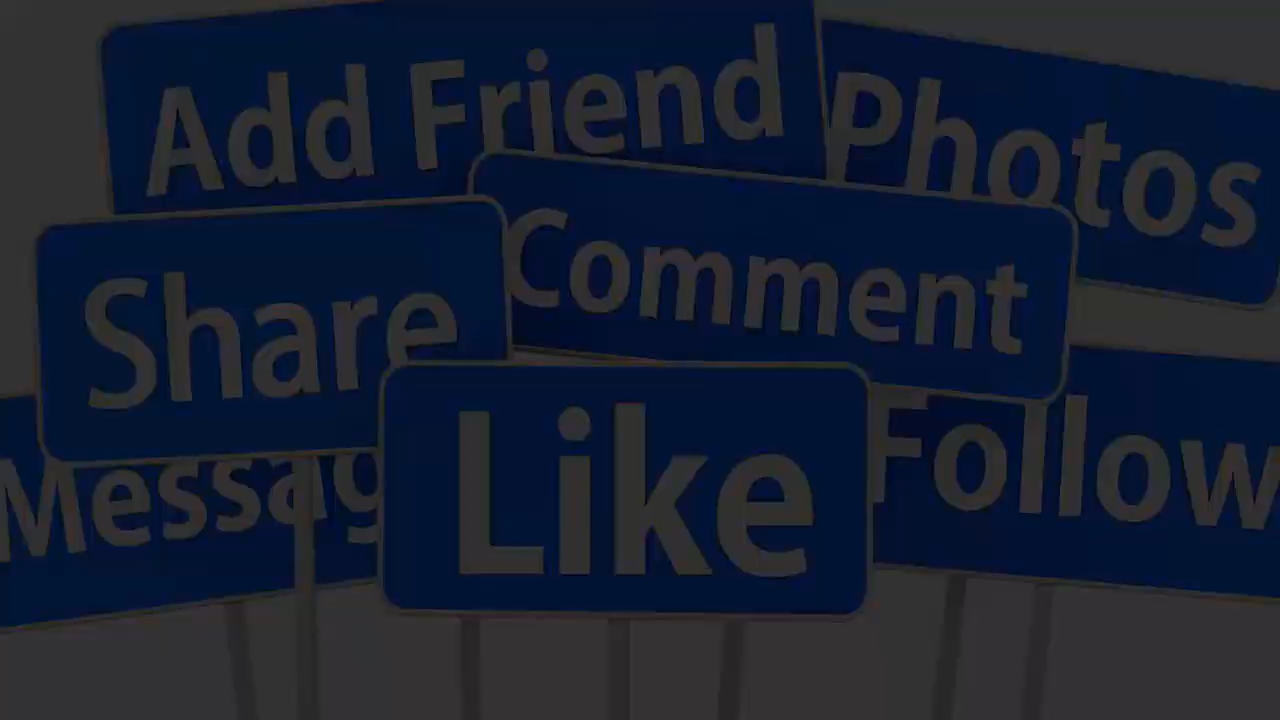 Add Friend
Photos
Comment
Share
Messag
Like
Follow